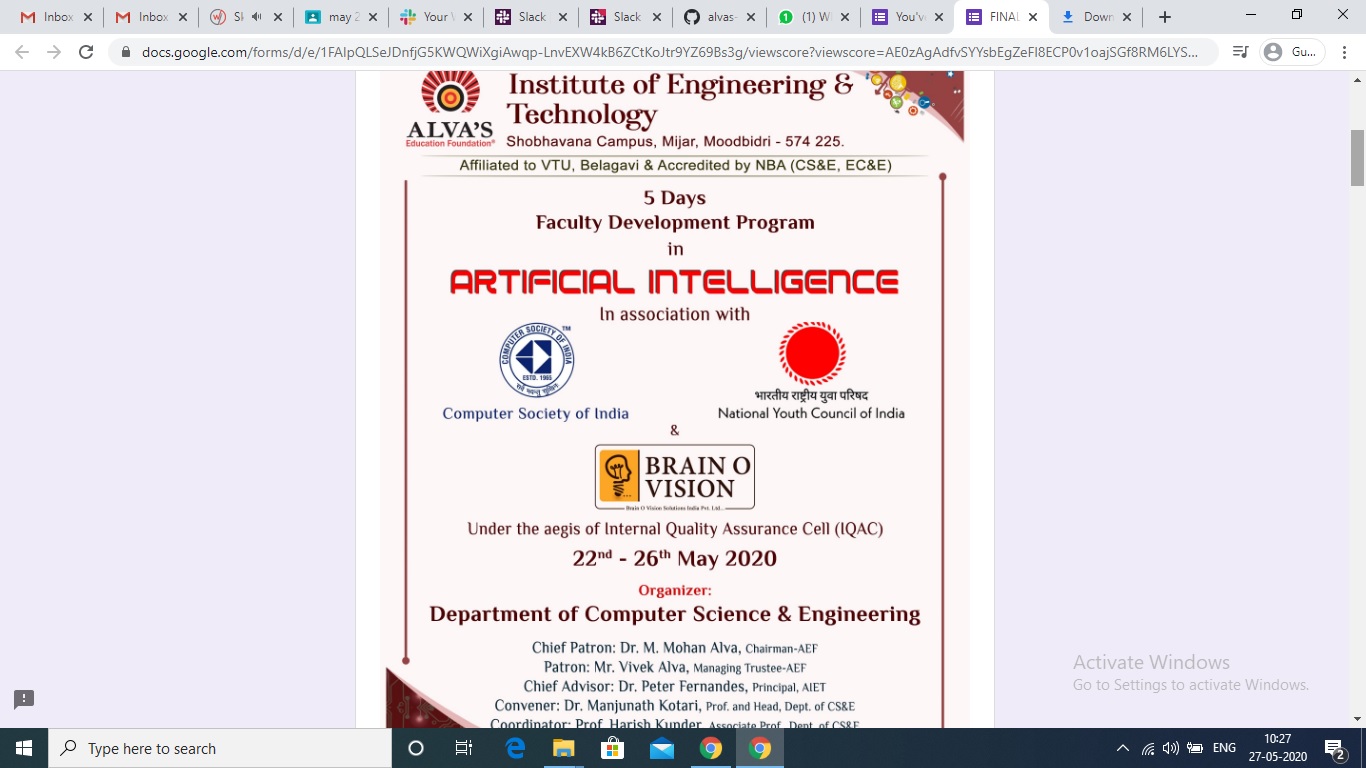 Inbox
Inbox
Sk
may 2
Your
Slack
Slack
alvas-
(1) W
You'v
FINAL
Down
docs.google.com/forms/d/e/1FAIpQLSeJDnfjG5KWQWiXgiAwqp-LnvEXW4kB6ZCtKoJtr9YZ69Bs3g/viewscore?viewscore=AE0zAgAdfvSYYsbEgZeFI8ECP0v1oajSGf8RM6LYS...
Gu...
Institute of Engineering &
Technology
ALVA'S
Education Foundation®
Shobhavana Campus, Mijar, Moodbidri - 574 225.
Affiliated to VTU, Belagavi & Accredited by NBA (CS&E, EC&E)
5 Days
Faculty Development Program
in
ARTIFICIAL INTELLIGENCE
In association with
COMPUTER SOCIETY OF INDIA
TM
ESTD. 1965
भारतीय राष्ट्रीय युवा परिषद
Computer Society of India
National Youth Council of India
&
BRAIN O
VISION
Brain O Vision Solutions India Pvt. Ltd...
Under the aegis of Internal Quality Assurance Cell (IQAC)
22nd - 26th May 2020
Organizer:
Department of Computer Science & Engineering
Chief Patron: Dr. M. Mohan Alva, Chairman-AEF
Patron: Mr. Vivek Alva, Managing Trustee-AEF
Chief Advisor: Dr. Peter Fernandes, Principal, AIET
Convener: Dr. Manjunath Kotari, Prof. and Head, Dept. of CS&E
Coordinator: Prof. Harish Kunder, Associate Prof., Dept. of CS&E
Activate Windows
Go to Settings to activate Windows.
Type here to search
ENG
10:27
27-05-2020
2